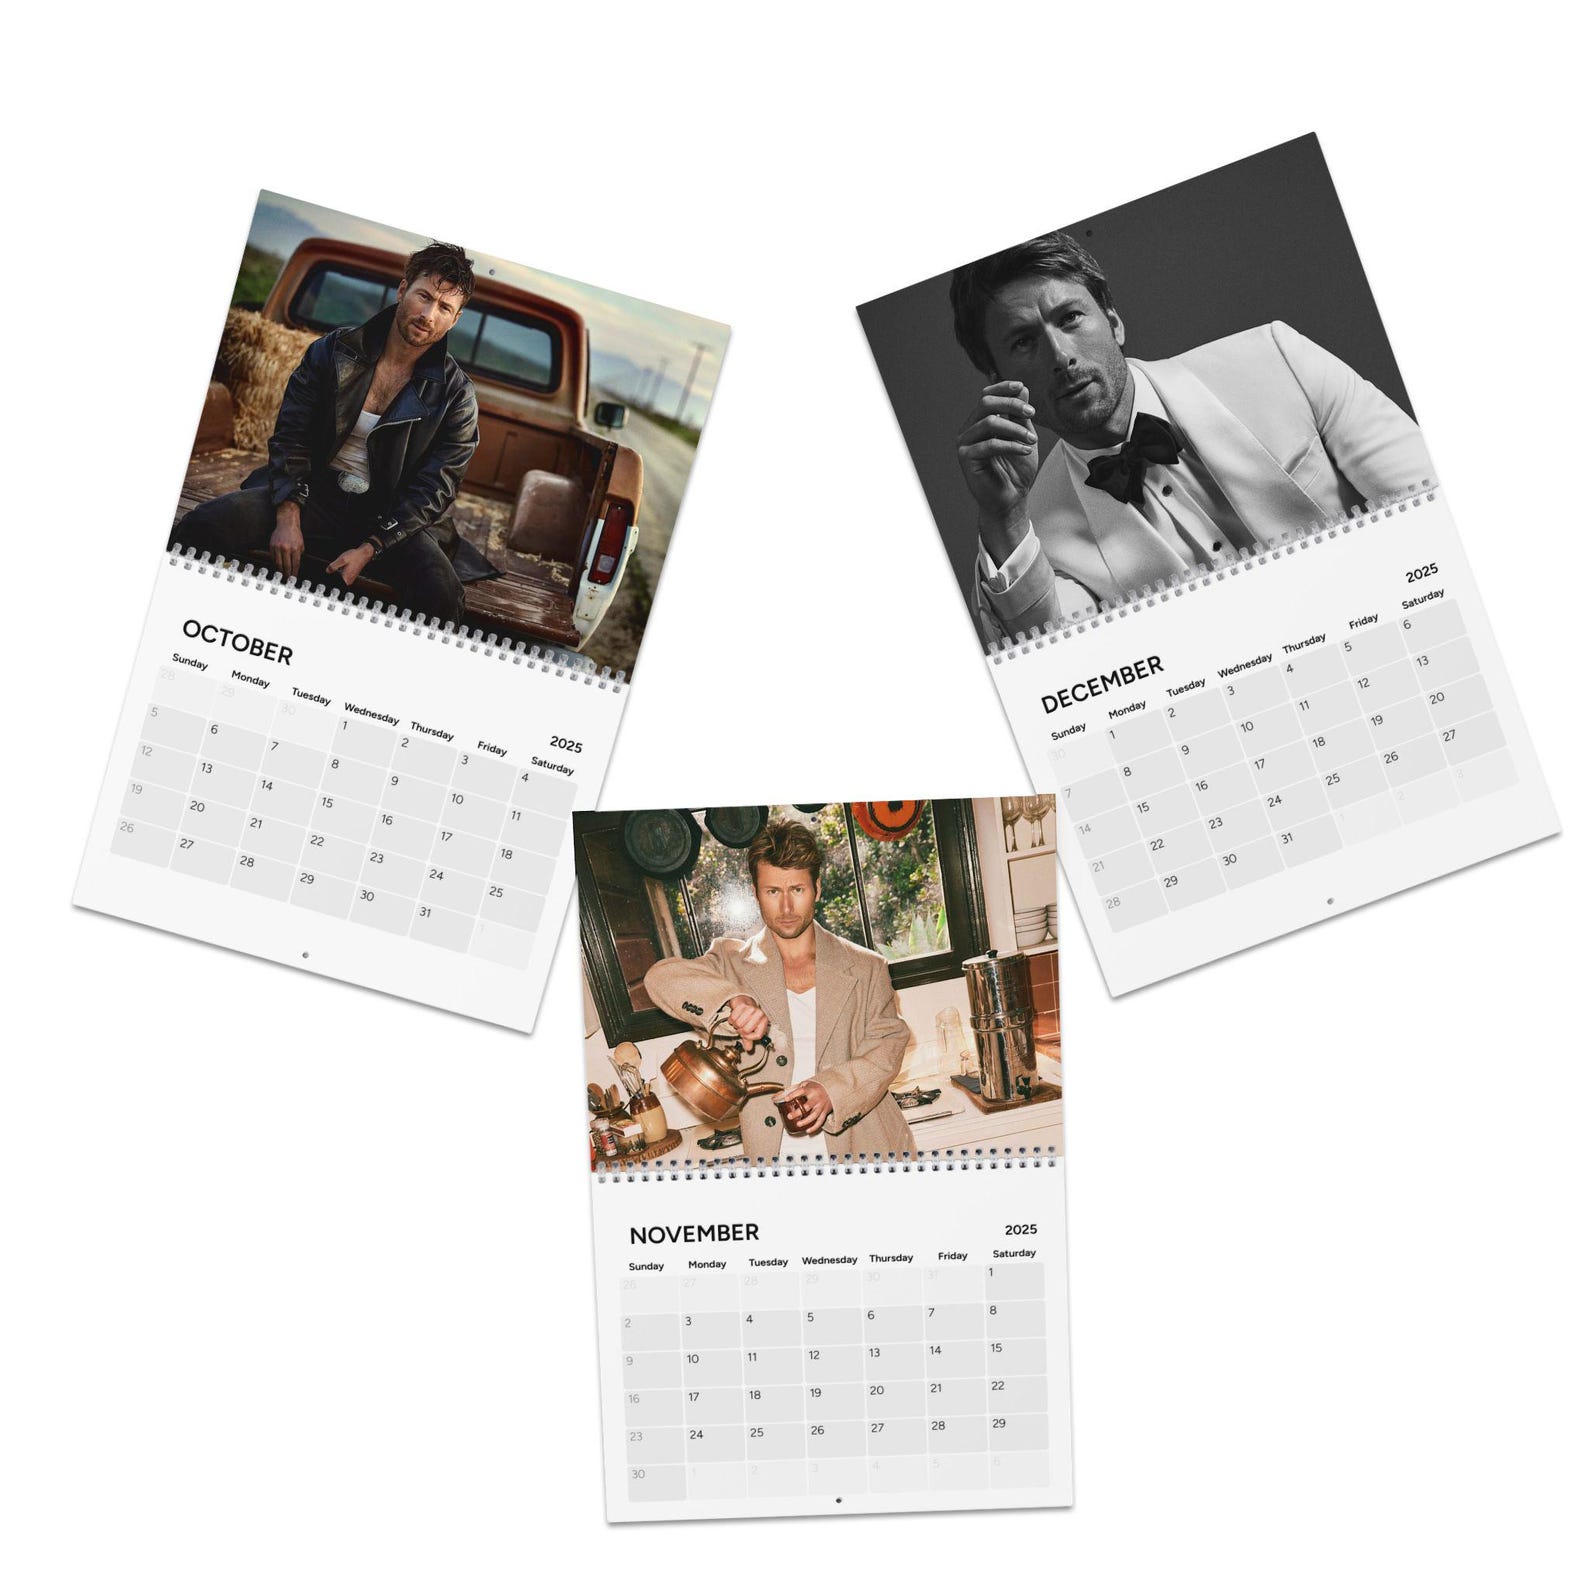 OCTOBER
2025
Sunday Monday Tuesday Wednesday Thursday Friday Saturday
28 29 30 1 2 3 4
5 6 7 8 9 10 11
12 13 14 15 16 17 18
19 20 21 22 23 24 25
26 27 28 29 30 31 1
DECEMBER
2025
Sunday Monday Tuesday Wednesday Thursday Friday Saturday
30 1 2 3 4 5 6
7 8 9 10 11 12 13
14 15 16 17 18 19 20
21 22 23 24 25 26 27
28 29 30 31 1 2 3
NOVEMBER 2025
Sunday Monday Tuesday Wednesday Thursday Friday Saturday
26 27 28 29 30 31 1
2 3 4 5 6 7 8
9 10 11 12 13 14 15
16 17 18 19 20 21 22
23 24 25 26 27 28 29
30 1 2 3 4 5 6